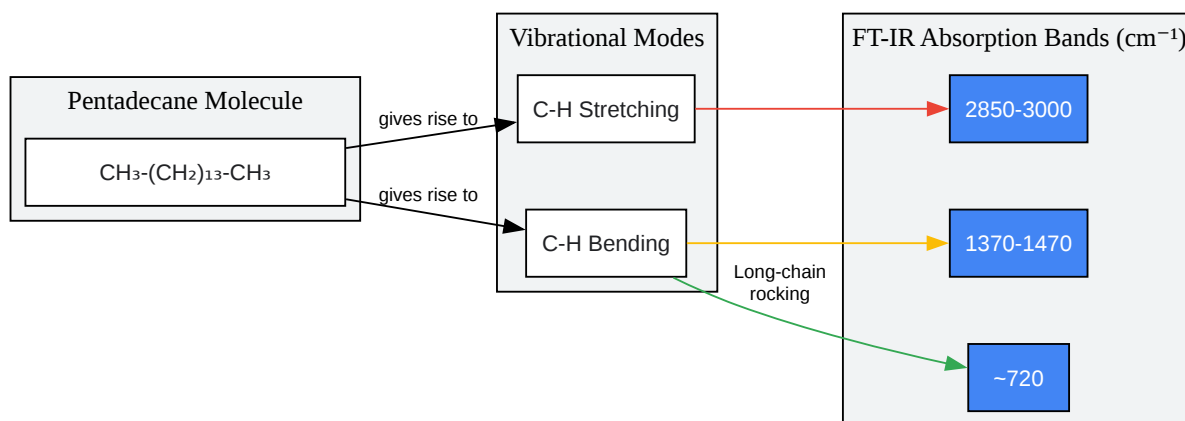 Pentadecane Molecule
CH₃-(CH₂)₁₃-CH₃
gives rise to
gives rise to
Vibrational Modes
C-H Stretching
C-H Bending
Long-chain
rocking
FT-IR Absorption Bands (cm⁻¹)
2850-3000
1370-1470
~720